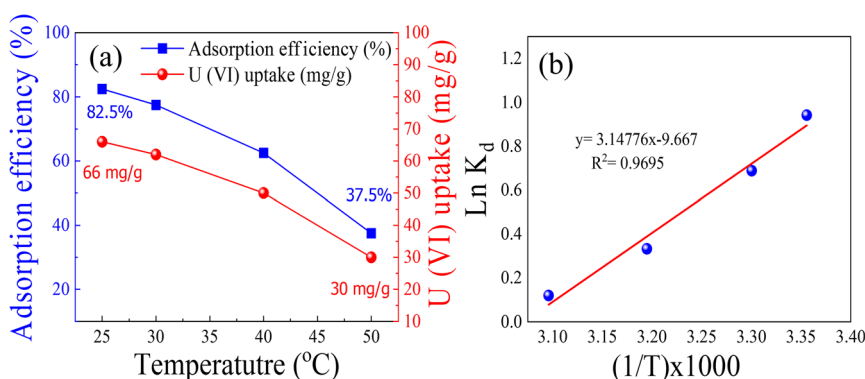 (a)
Adsorption efficiency (%)
U (VI) uptake (mg/g)
82.5%
66 mg/g
37.5%
30 mg/g
Adsorption efficiency (%)
100
80
60
40
20
U (VI) uptake (mg/g)
100
90
80
70
60
50
40
30
20
10
25 30 35 40 45 50
Temperatutre (oC)
(b)
y= 3.14776x-9.667
R2= 0.9695
Ln Kd
1.2
1.0
0.8
0.6
0.4
0.2
0.0
3.10 3.15 3.20 3.25 3.30 3.35 3.40
(1/T)x1000